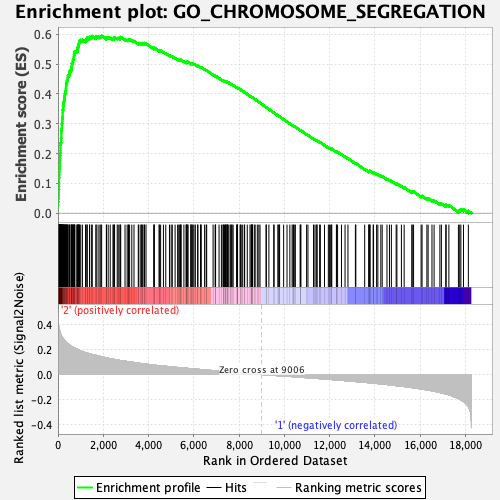 Enrichment plot: GO_CHROMOSOME_SEGREGATION
Enrichment score (ES)
0.6
0.5
0.4
0.3
0.2
0.1
0.0
'2' (positively correlated)
Ranked list metric (Signal2Noise)
0.4
0.2
0.0
-0.2
-0.4
Zero cross at 9006
'1' (negatively correlated)
0 2,000 4,000 6,000 8,000 10,000 12,000 14,000 16,000 18,000
Rank in Ordered Dataset
Enrichment profile Hits Ranking metric scores